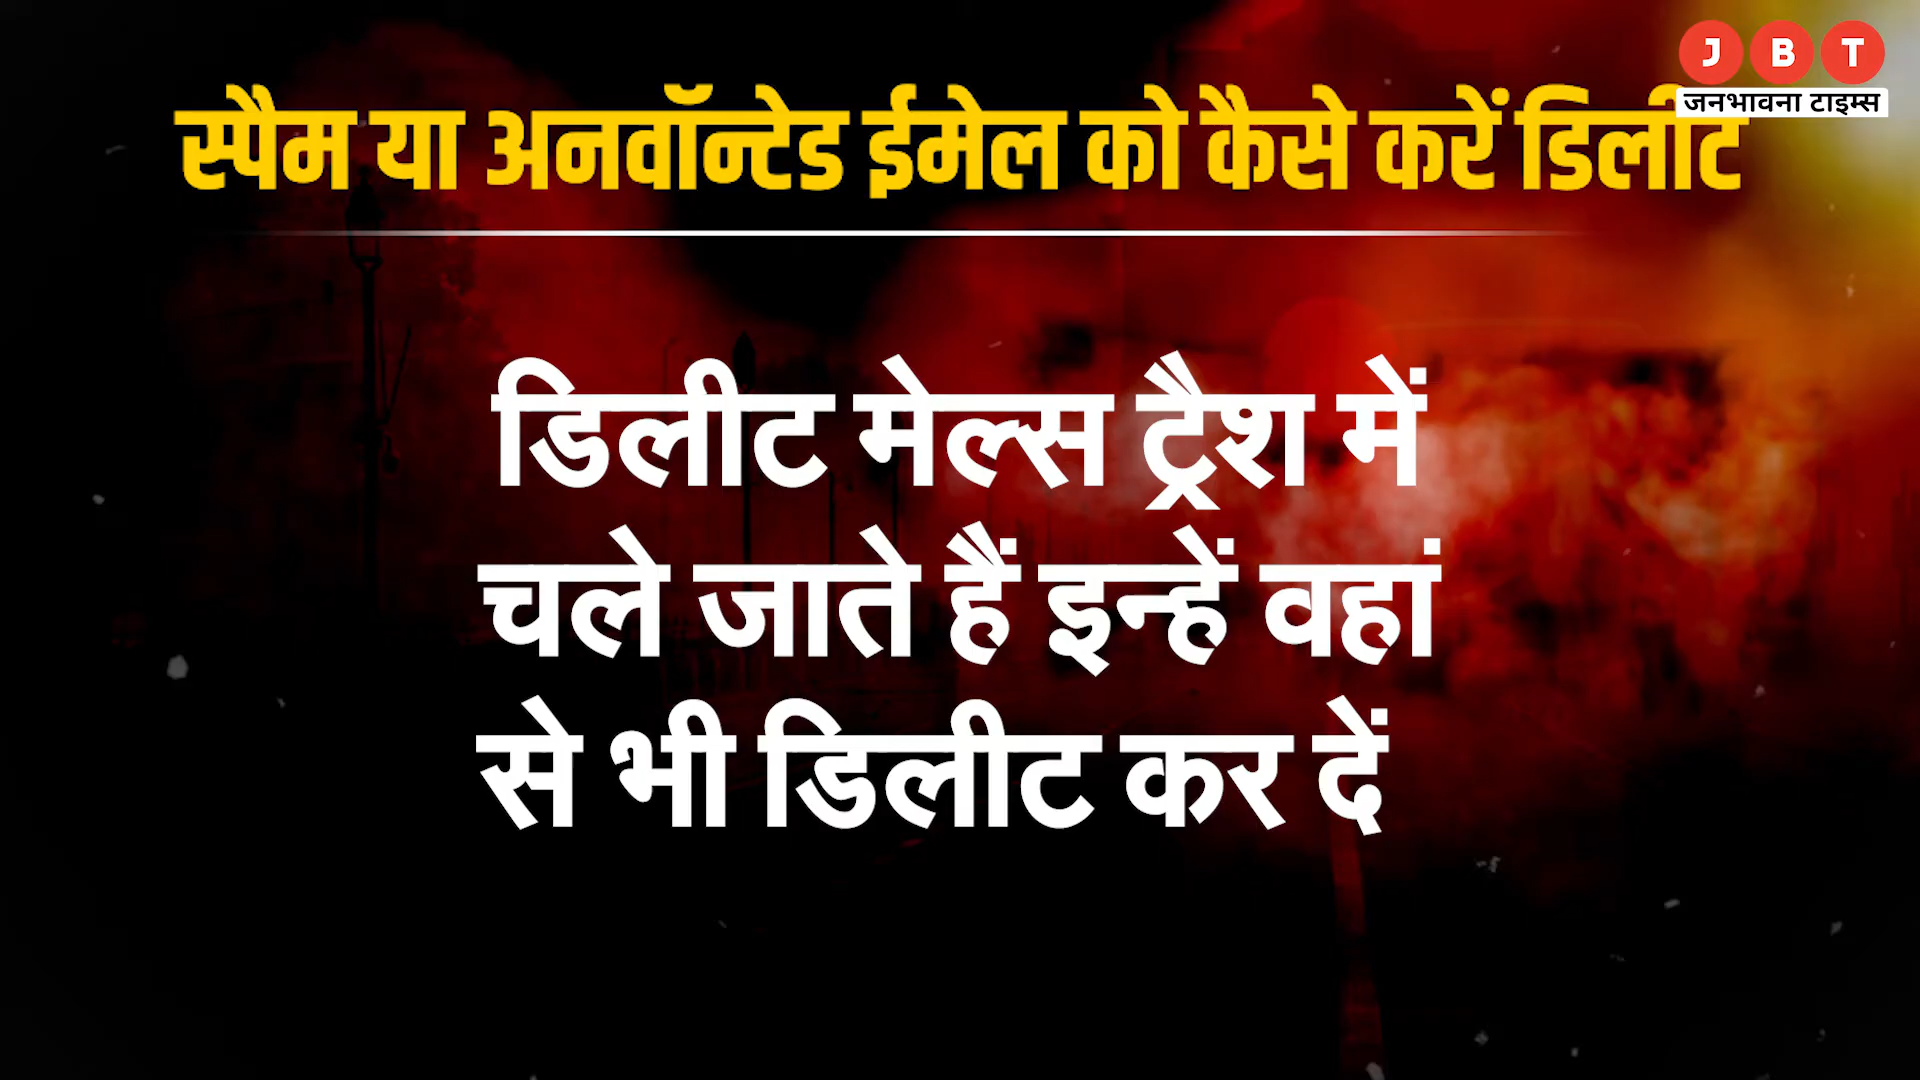 J B T
जनभावना टाइम्स
स्पैम या अनवॉन्टेड ईमेल को कैसे करें डिलीट
डिलीट मेल्स ट्रैश में
चले जाते हैं इन्हें वहां
से भी डिलीट कर दें